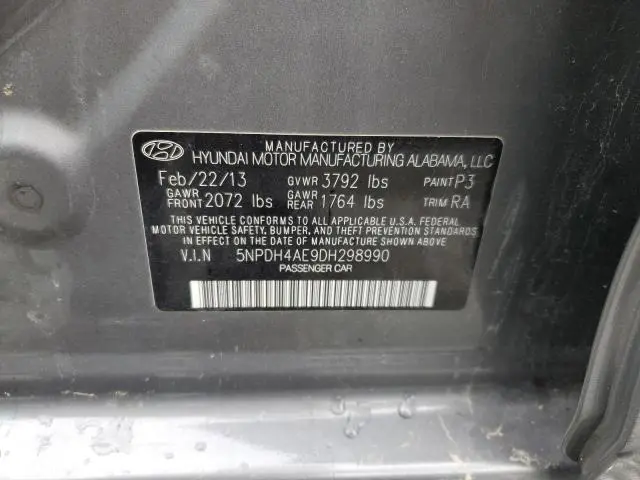 MANUFACTURED BY
HYUNDAI MOTOR MANUFACTURING ALABAMA, LLC
Feb/22/13 GVWR 3792 lbs PAINT P3
GAWR FRONT 2072 lbs GAWR REAR 1764 lbs TRIM RA
THIS VEHICLE CONFORMS TO ALL APPLICABLE U.S.A. FEDERAL
MOTOR VEHICLE SAFETY, BUMPER, AND THEFT PREVENTION
STANDARDS IN EFFECT ON THE DATE OF MANUFACTURE SHOWN ABOVE.
V.I.N 5NPDH4AE9DH298990
PASSENGER CAR